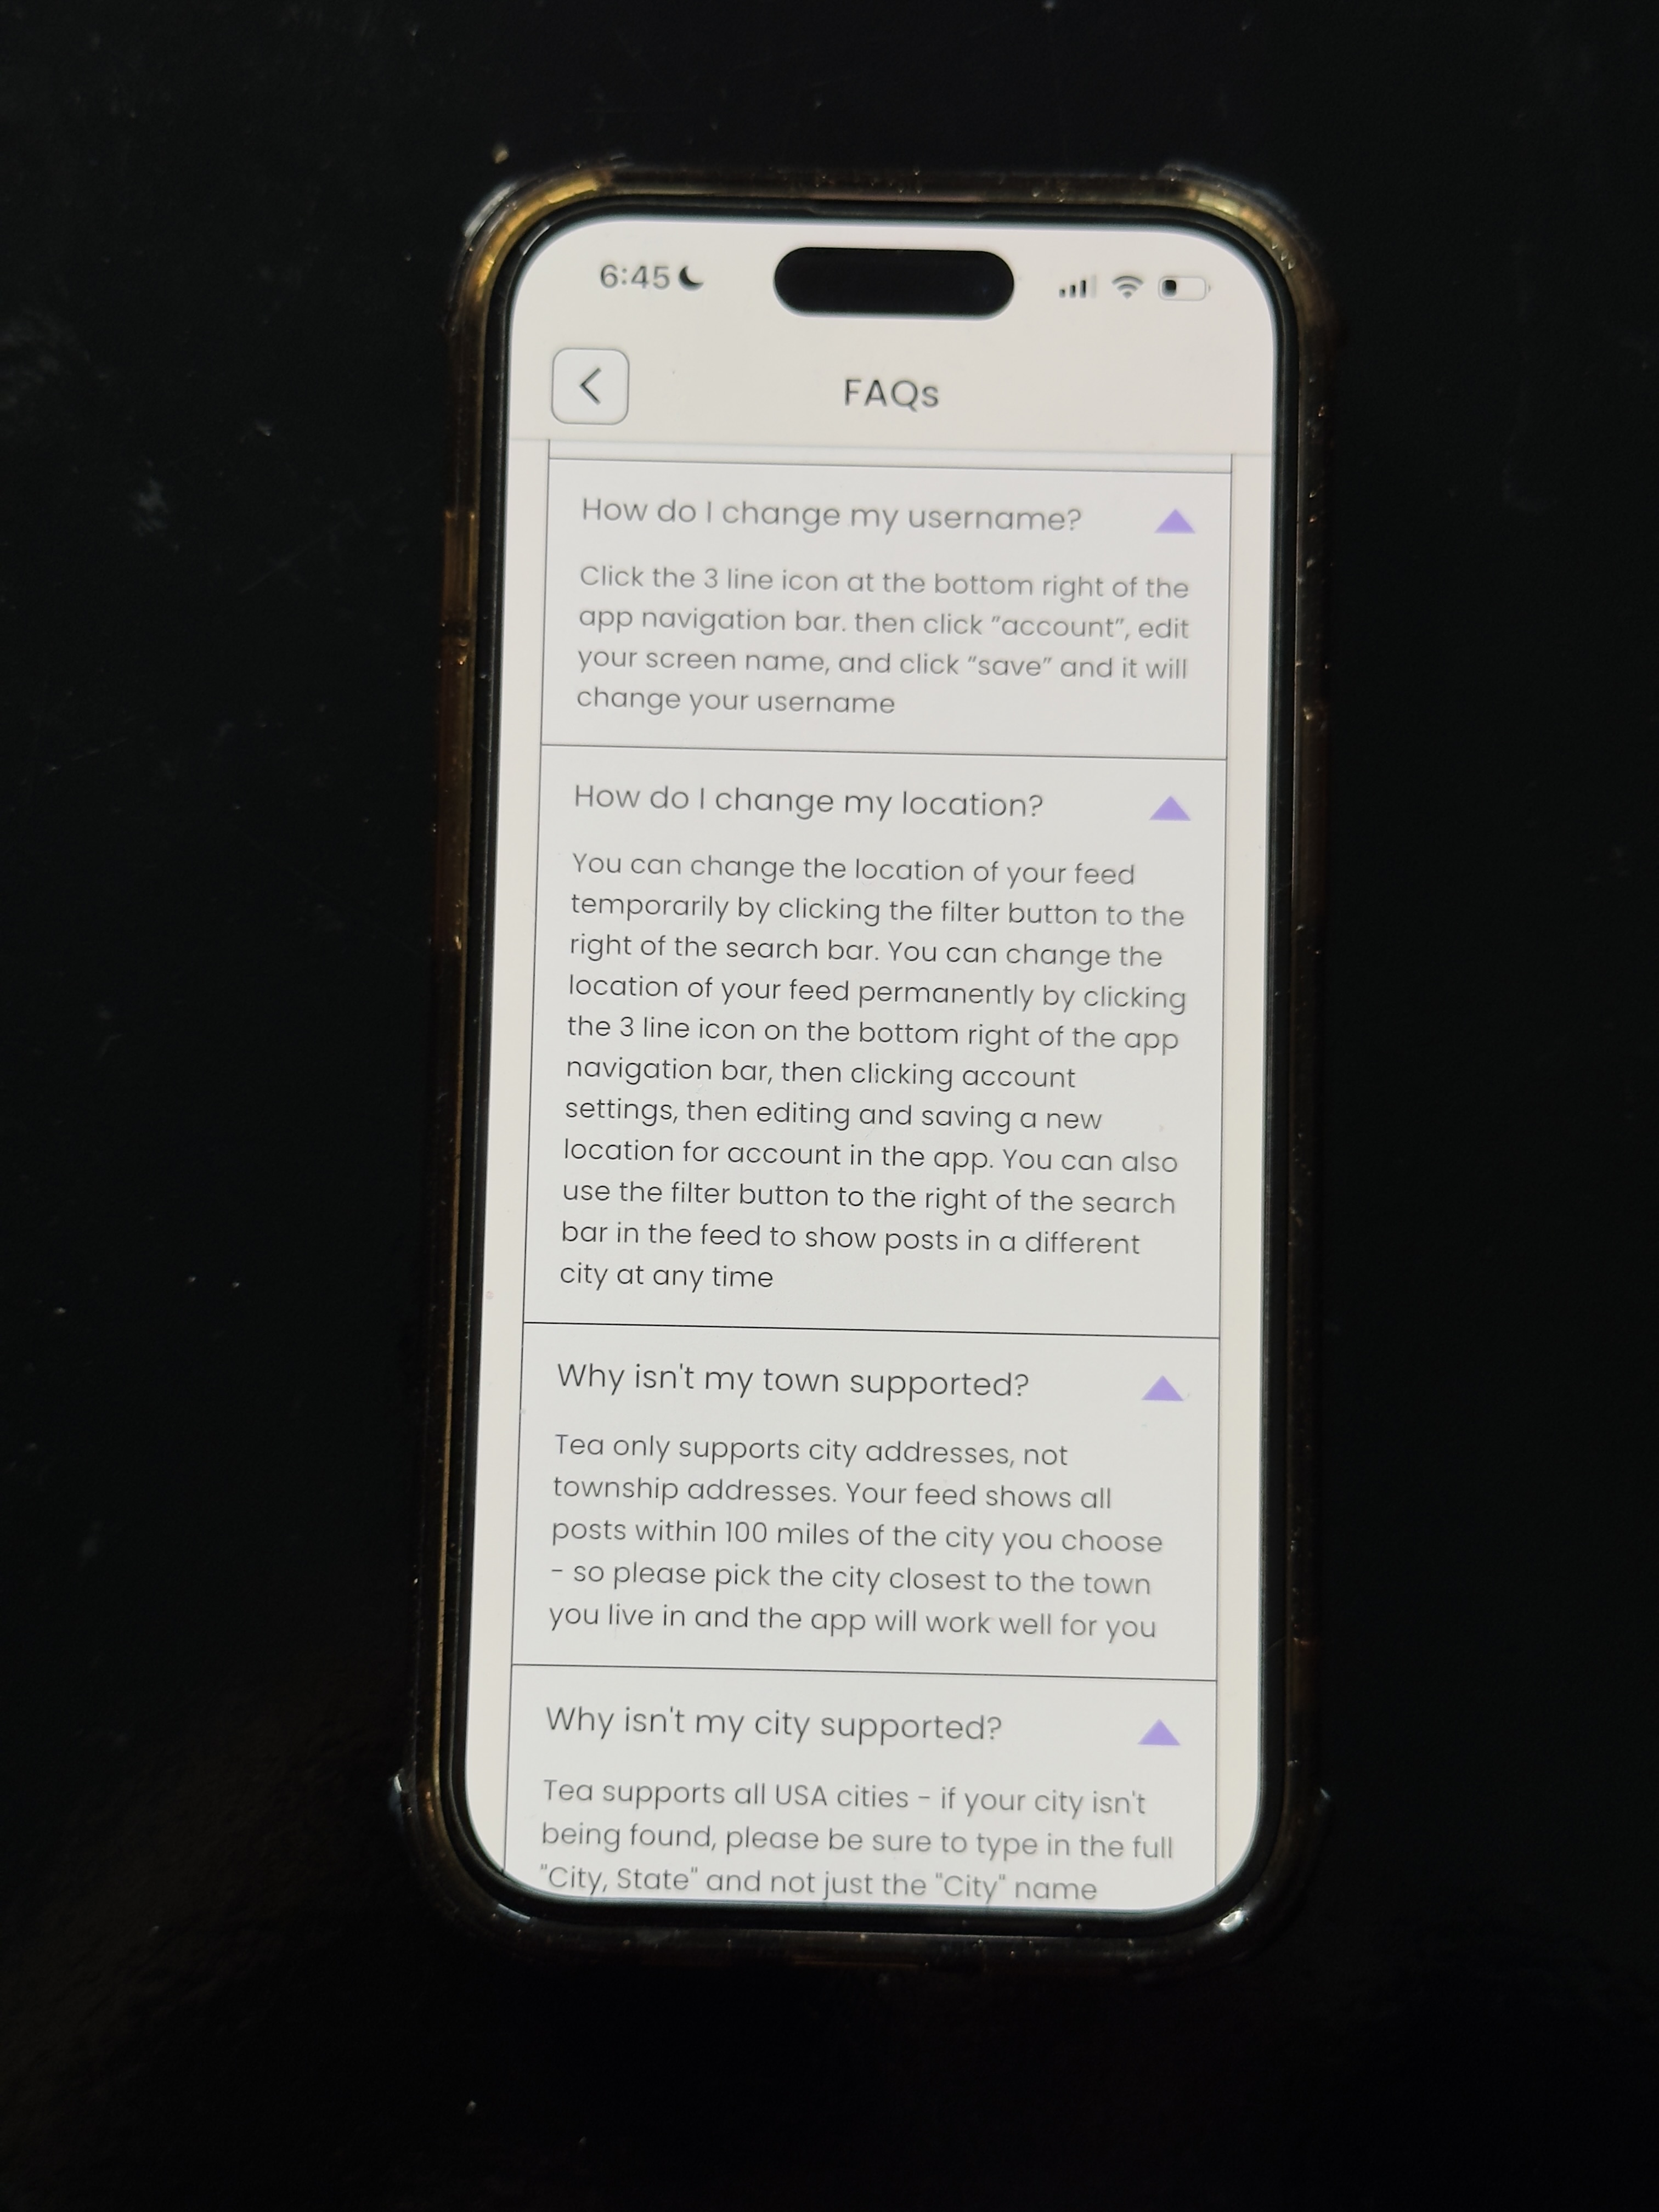 6:45
FAQs
How do I change my username?
Click the 3 line icon at the bottom right of the
app navigation bar. then click “account”, edit
your screen name, and click “save” and it will
change your username
How do I change my location?
You can change the location of your feed
temporarily by clicking the filter button to the
right of the search bar. You can change the
location of your feed permanently by clicking
the 3 line icon on the bottom right of the app
navigation bar, then clicking account
settings, then editing and saving a new
location for account in the app. You can also
use the filter button to the right of the search
bar in the feed to show posts in a different
city at any time
Why isn't my town supported?
Tea only supports city addresses, not
township addresses. Your feed shows all
posts within 100 miles of the city you choose
- so please pick the city closest to the town
you live in and the app will work well for you
Why isn't my city supported?
Tea supports all USA cities - if your city isn't
being found, please be sure to type in the full
"City, State" and not just the "City" name